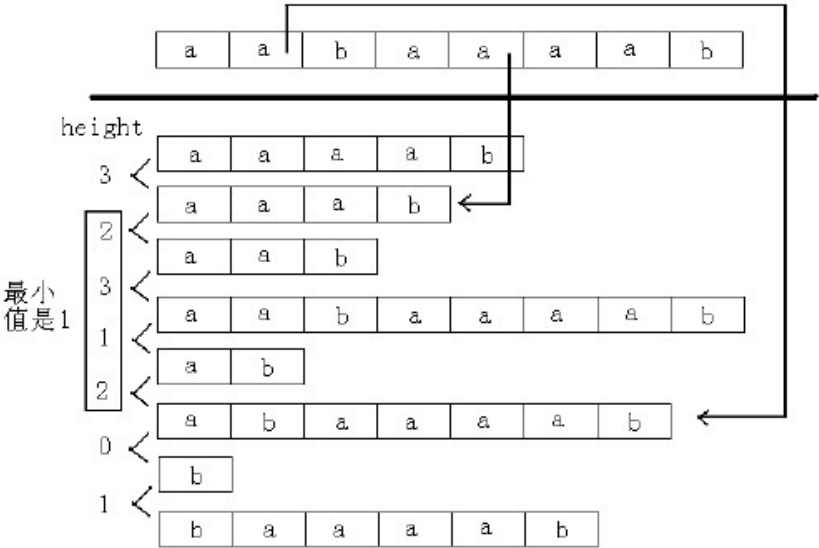 a a b a a a a b
height
a a a a b
3
a a a b
2
a a b
3
最小
值是1
a a b a a a a b
1
a b
2
a b a a a a b
0
b
1
b a a a a b